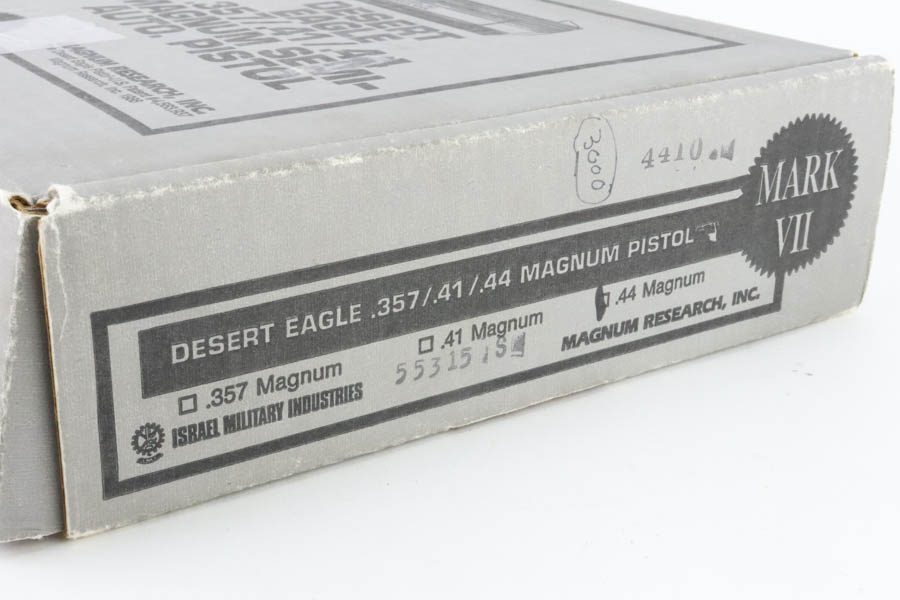 DESERT
EAGLE
.357/.41/.44
MAGNUM SEMI-
AUTO. PISTOL
MAGNUM RESEARCH, INC.
3600
4410
MARK
VII
DESERT EAGLE .357/.41/.44 MAGNUM PISTOL
.357 Magnum
.41 Magnum
.44 Magnum
55315
ISRAEL MILITARY INDUSTRIES
MAGNUM RESEARCH, INC.